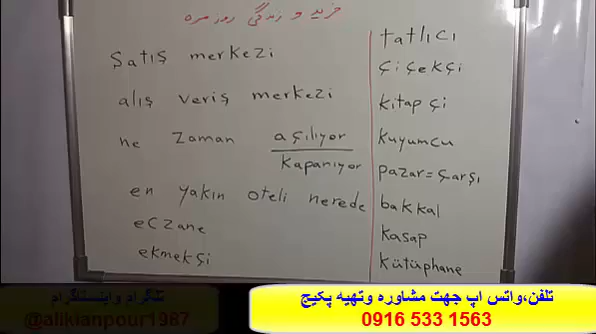 خرید و زندگی روزمره
Satış merkezi
alış veriş merkezi
ne zaman açılıyor
kapanıyor
en yakın oteli nerede
eczane
ekmekçi
tatlıcı
çiçekçi
kitapçi
kuyumcu
pazar=çarşı
bakkal
kasap
kütüphane
تلگرام واینستاگرام
@alikianpour1987
تلفن،واتس اپ جهت مشاوره وتهیه پکیج
0916 533 1563